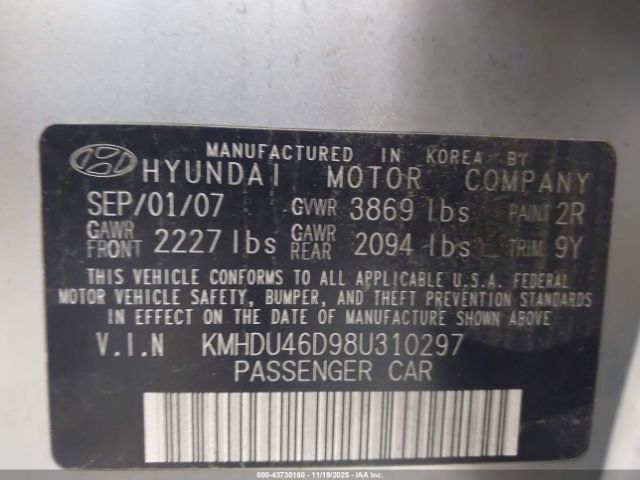 MANUFACTURED IN KOREA BY
HYUNDAI MOTOR COMPANY
SEP/01/07 GVWR 3869 lbs PAINT 2R
GAWR FRONT 2227 lbs GAWR REAR 2094 lbs TRIM 9Y
THIS VEHICLE CONFORMS TO ALL APPLICABLE U.S.A. FEDERAL
MOTOR VEHICLE SAFETY, BUMPER, AND THEFT PREVENTION STANDARDS
IN EFFECT ON THE DATE OF MANUFACTURE SHOWN ABOVE.
V.I.N KMHDU46D98U310297
PASSENGER CAR
000-43730160 - 11/19/2025 - IAAI.com